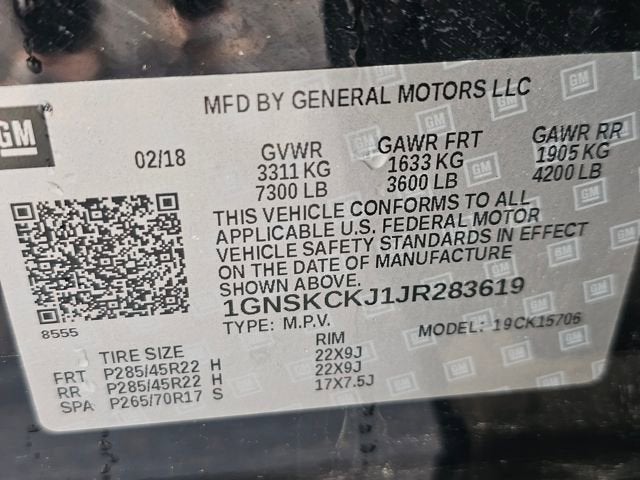 MFD BY GENERAL MOTORS LLC
GM
02/18 GVWR GAWR FRT GAWR RR
3311 KG 1633 KG 1905 KG
7300 LB 3600 LB 4200 LB
THIS VEHICLE CONFORMS TO ALL
APPLICABLE U.S. FEDERAL MOTOR
VEHICLE SAFETY STANDARDS IN EFFECT
ON THE DATE OF MANUFACTURE
SHOWN ABOVE.
1GNSKCKJ1JR283619
8555
TYPE: M.P.V. MODEL: 19CK15706
TIRE SIZE RIM
FRT P285/45R22 H 22X9J
RR P285/45R22 H 22X9J
SPA P265/70R17 S 17X7.5J